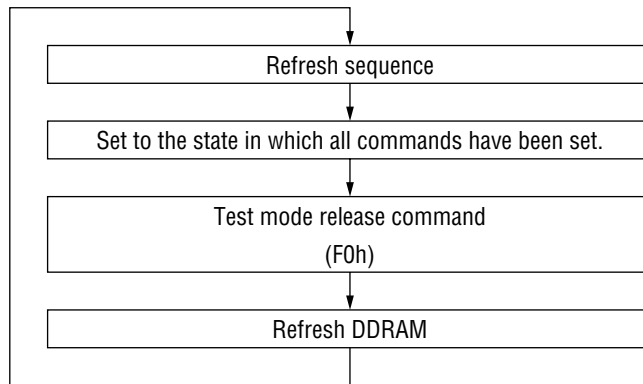 Refresh sequence
Set to the state in which all commands have been set.
Test mode release command
(F0h)
Refresh DDRAM